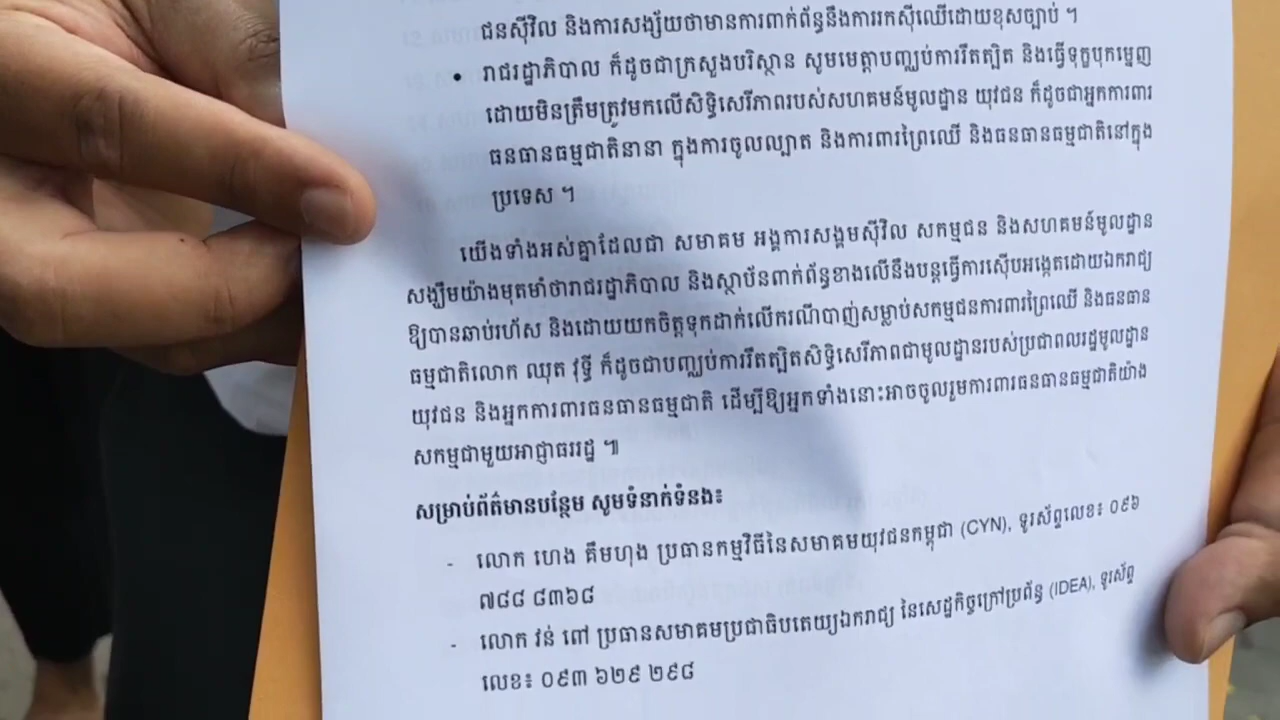 ជនស៊ីវិល និងការសង្ស័យថាមានការពាក់ព័ន្ធនឹងការរកស៊ីឈើដោយខុសច្បាប់ ។
• រាជរដ្ឋាភិបាល ក៏ដូចជាក្រសួងបរិស្ថាន សូមមេត្តាបញ្ឈប់ការរឹតត្បិត និងធ្វើទុក្ខបុកម្នេញ
ដោយមិនត្រឹមត្រូវមកលើសិទ្ធិសេរីភាពរបស់សហគមន៍មូលដ្ឋាន យុវជន ក៏ដូចជាអ្នកការពារ
ធនធានធម្មជាតិនានា ក្នុងការចូលល្បាត និងការពារព្រៃឈើ និងធនធានធម្មជាតិនៅក្នុង
ប្រទេស ។
យើងទាំងអស់គ្នាដែលជា សមាគម អង្គការសង្គមស៊ីវិល សកម្មជន និងសហគមន៍មូលដ្ឋាន
សង្ឃឹមយ៉ាងមុតមាំថារាជរដ្ឋាភិបាល និងស្ថាប័នពាក់ព័ន្ធខាងលើនឹងបន្តធ្វើការស៊ើបអង្កេតដោយឯករាជ្យ
ឱ្យបានឆាប់រហ័ស និងដោយយកចិត្តទុកដាក់លើករណីបាញ់សម្លាប់សកម្មជនការពារព្រៃឈើ និងធនធាន
ធម្មជាតិលោក ឈុត វុទ្ធី ក៏ដូចជាបញ្ឈប់ការរឹតត្បិតសិទ្ធិសេរីភាពជាមូលដ្ឋានរបស់ប្រជាពលរដ្ឋមូលដ្ឋាន
យុវជន និងអ្នកការពារធនធានធម្មជាតិ ដើម្បីឱ្យអ្នកទាំងនោះអាចចូលរួមការពារធនធានធម្មជាតិយ៉ាង
សកម្មជាមួយអាជ្ញាធររដ្ឋ ៕
សម្រាប់ព័ត៌មានបន្ថែម សូមទំនាក់ទំនង៖
- លោក ហេង គឹមហុង ប្រធានកម្មវិធីនៃសមាគមយុវជនកម្ពុជា (CYN), ទូរស័ព្ទលេខ៖ ០៩៦
៧៨៨ ៨៣៦៨
- លោក វន់ ពៅ ប្រធានសមាគមប្រជាធិបតេយ្យឯករាជ្យ នៃសេដ្ឋកិច្ចក្រៅប្រព័ន្ធ (IDEA), ទូរស័ព្ទ
លេខ៖ ០៩៣ ៦២៩ ២៩៨